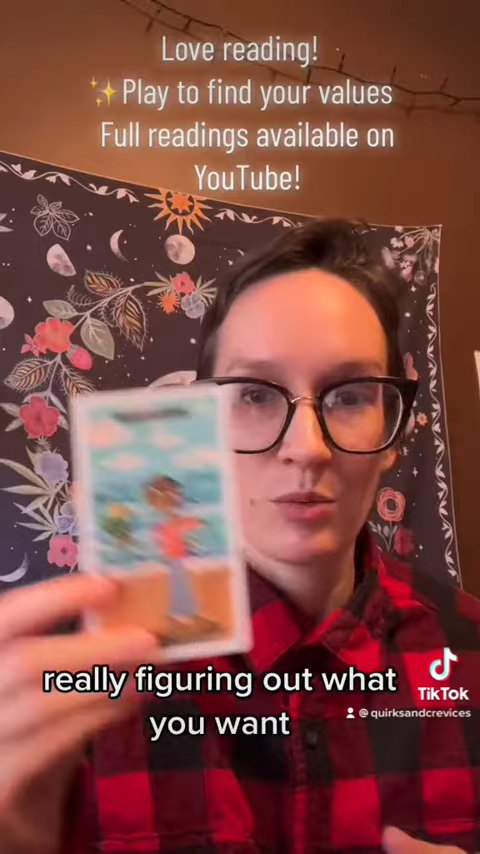 Love reading!
✨Play to find your values
Full readings available on
YouTube!
really figuring out what
you want
TikTok
@quirksandcrevices